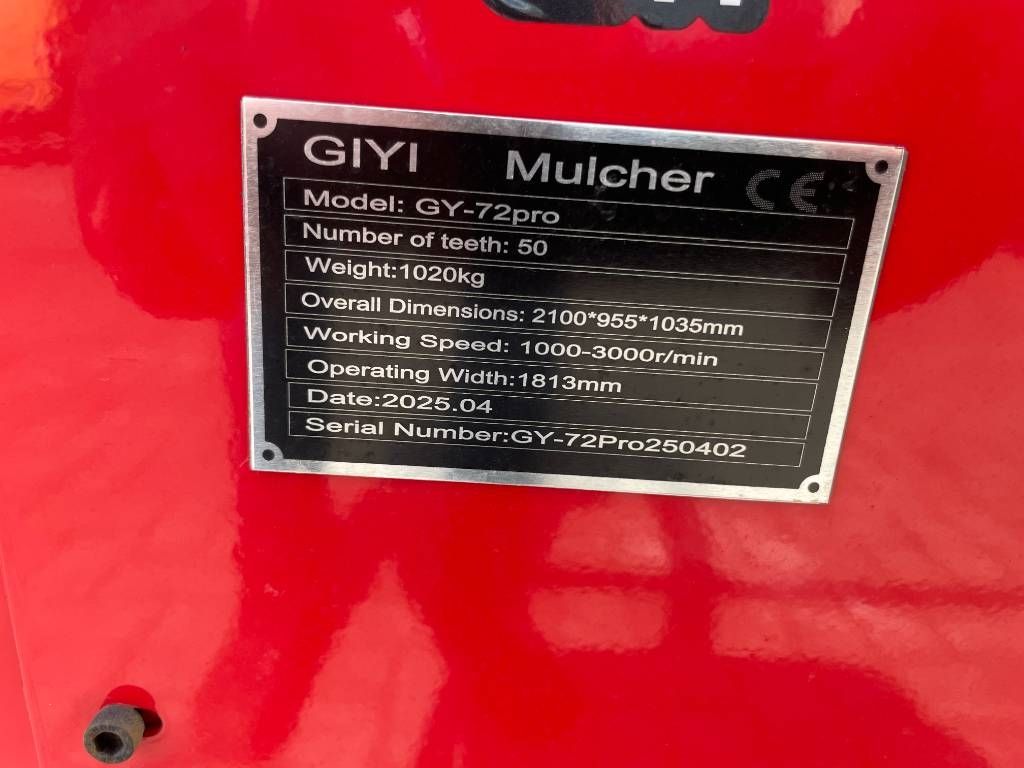 GIYI Mulcher CE
Model: GY-72pro
Number of teeth: 50
Weight:1020kg
Overall Dimensions: 2100*955*1035mm
Working Speed: 1000-3000r/min
Operating Width:1813mm
Date:2025.04
Serial Number:GY-72Pro250402